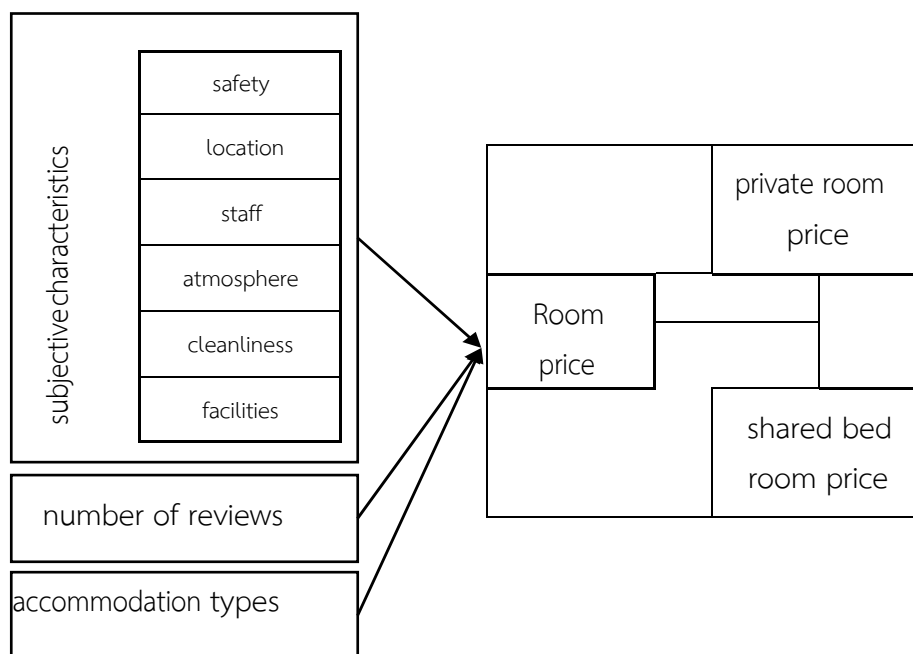 subjective characteristics
safety
location
staff
atmosphere
cleanliness
facilities
number of reviews
accommodation types
Room
price
private room
price
shared bed
room price